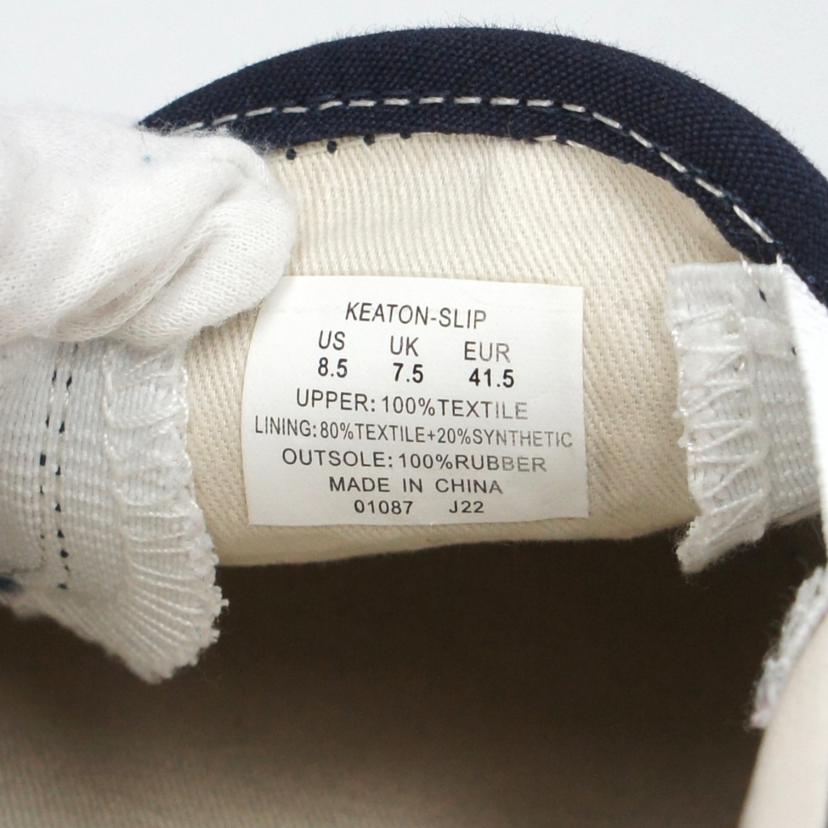 KEATON-SLIP
US UK EUR
8.5 7.5 41.5
UPPER:100%TEXTILE
LINING:80%TEXTILE+20%SYNTHETIC
OUTSOLE:100%RUBBER
MADE IN CHINA
01087 J22